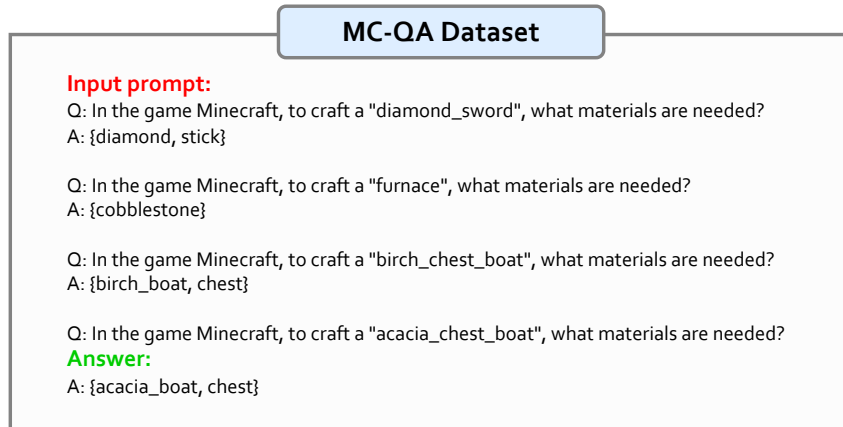 MC-QA Dataset
Input prompt:
Q: In the game Minecraft, to craft a "diamond_sword", what materials are needed?
A: {diamond, stick}
Q: In the game Minecraft, to craft a "furnace", what materials are needed?
A: {cobblestone}
Q: In the game Minecraft, to craft a "birch_chest_boat", what materials are needed?
A: {birch_boat, chest}
Q: In the game Minecraft, to craft a "acacia_chest_boat", what materials are needed?
Answer:
A: {acacia_boat, chest}